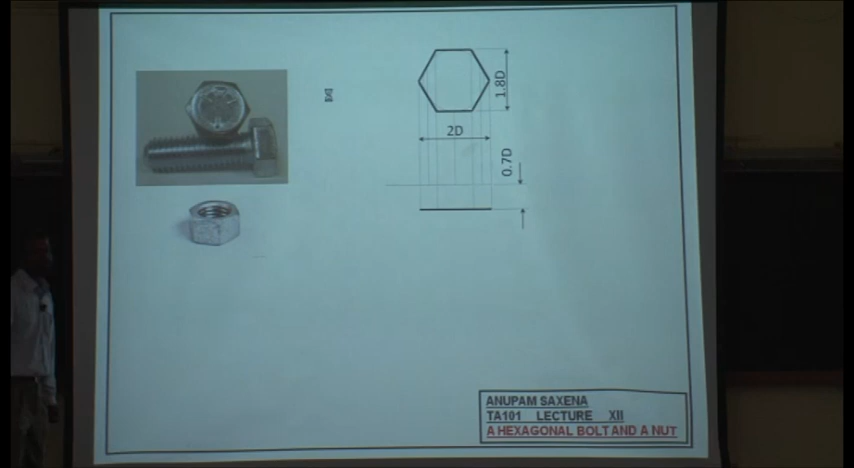 1.8D
2D
0.7D
ANUPAM SAXENA
TA101 LECTURE XII
A HEXAGONAL BOLT AND A NUT